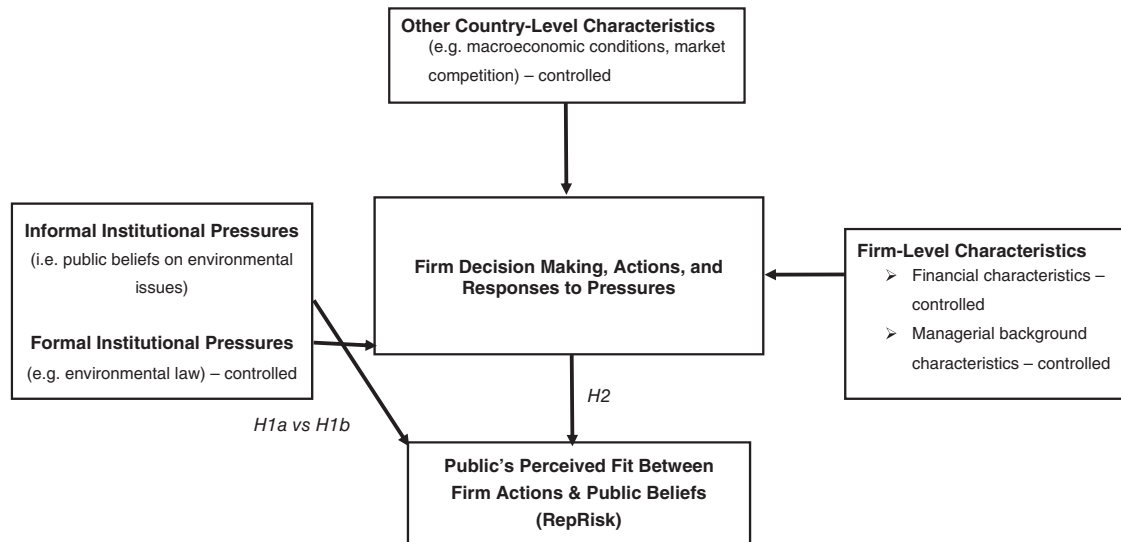 Other Country-Level Characteristics
(e.g. macroeconomic conditions, market
competition) – controlled
Informal Institutional Pressures
(i.e. public beliefs on environmental
issues)
Formal Institutional Pressures
(e.g. environmental law) – controlled
Firm Decision Making, Actions, and
Responses to Pressures
Firm-Level Characteristics
➢ Financial characteristics –
controlled
➢ Managerial background
characteristics – controlled
H1a vs H1b
H2
Public's Perceived Fit Between
Firm Actions & Public Beliefs
(RepRisk)